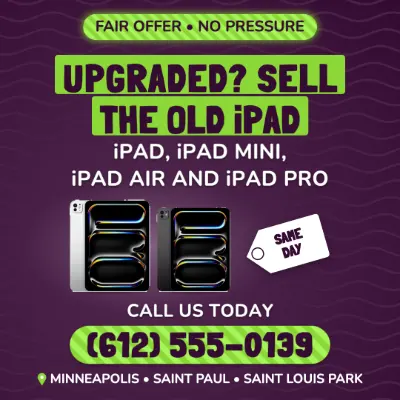 FAIR OFFER • NO PRESSURE
UPGRADED? SELL
THE OLD iPAD
iPAD, iPAD MINI,
iPAD AIR AND iPAD PRO
SAME
DAY
CALL US TODAY
(612) 555-0139
MINNEAPOLIS • SAINT PAUL • SAINT LOUIS PARK